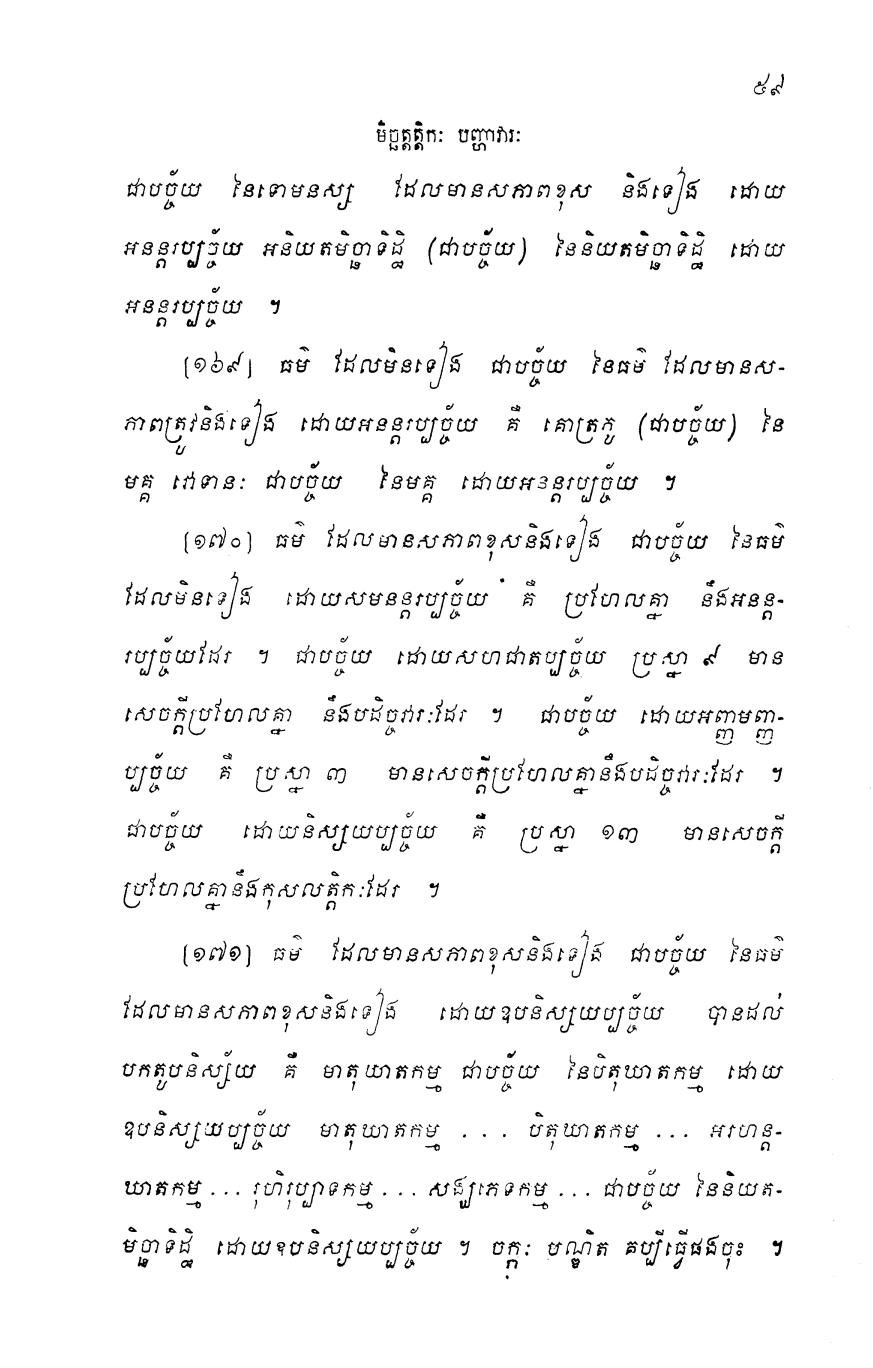 ៥៩
មិច្ឆត្តត្តិកៈ បញ្ហាវារៈ
ជាបច្ច័យ នៃទោមនស្ស ដែលមានសភាពខុស និងទៀង ដោយ
អនន្តរប្បច្ច័យ អនិយតមិច្ឆាទិដ្ឋិ (ជាបច្ច័យ) នៃនិយតមិច្ឆាទិដ្ឋិ ដោយ
អនន្តរប្បច្ច័យ ។
[១៦៩] ធម៌ ដែលមិនទៀង ជាបច្ច័យ នៃធម៌ ដែលមានស-
ភាពត្រូវនិងទៀង ដោយអនន្តរប្បច្ច័យ គឺ គោត្រភូ (ជាបច្ច័យ) នៃ
មគ្គ វោទានៈ ជាបច្ច័យ នៃមគ្គ ដោយអនន្តរប្បច្ច័យ ។
[១៧០] ធម៌ ដែលមានសភាពខុសនិងទៀង ជាបច្ច័យ នៃធម៌
ដែលមិនទៀង ដោយសមនន្តរប្បច្ច័យ គឺ ប្រហែលគ្នា នឹងអនន្ត-
រប្បច្ច័យដែរ ។ ជាបច្ច័យ ដោយសហជាតប្បច្ច័យ ប្រស្នា ៩ មាន
សេចក្តីប្រហែលគ្នា នឹងបដិច្ចវារៈដែរ ។ ជាបច្ច័យ ដោយអញ្ញមញ្ញ-
ប្បច្ច័យ គឺ ប្រស្នា ៣ មានសេចក្តីប្រហែលគ្នានឹងបដិច្ចវារៈដែរ ។
ជាបច្ច័យ ដោយនិស្សយប្បច្ច័យ គឺ ប្រស្នា ១៣ មានសេចក្តី
ប្រហែលគ្នានឹងកុសលត្តិកៈដែរ ។
[១៧១] ធម៌ ដែលមានសភាពខុសនិងទៀង ជាបច្ច័យ នៃធម៌
ដែលមានសភាពខុសនិងទៀង ដោយឧបនិស្សយប្បច្ច័យ បានដល់
បកតូបនិស្ស័យ គឺ មាតុឃាតកម្ម ជាបច្ច័យ នៃបិតុឃាតកម្ម ដោយ
ឧបនិស្សយប្បច្ច័យ មាតុឃាតកម្ម ... បិតុឃាតកម្ម ... អរហន្ត-
ឃាតកម្ម ... រុហិរុប្បាទកម្ម ... សង្ឃភេទកម្ម ... ជាបច្ច័យ នៃនិយត-
មិច្ឆាទិដ្ឋិ ដោយឧបនិស្សយប្បច្ច័យ ។ ចក្កុៈ បណ្ឌិត គប្បីធ្វើផងចុះ ។